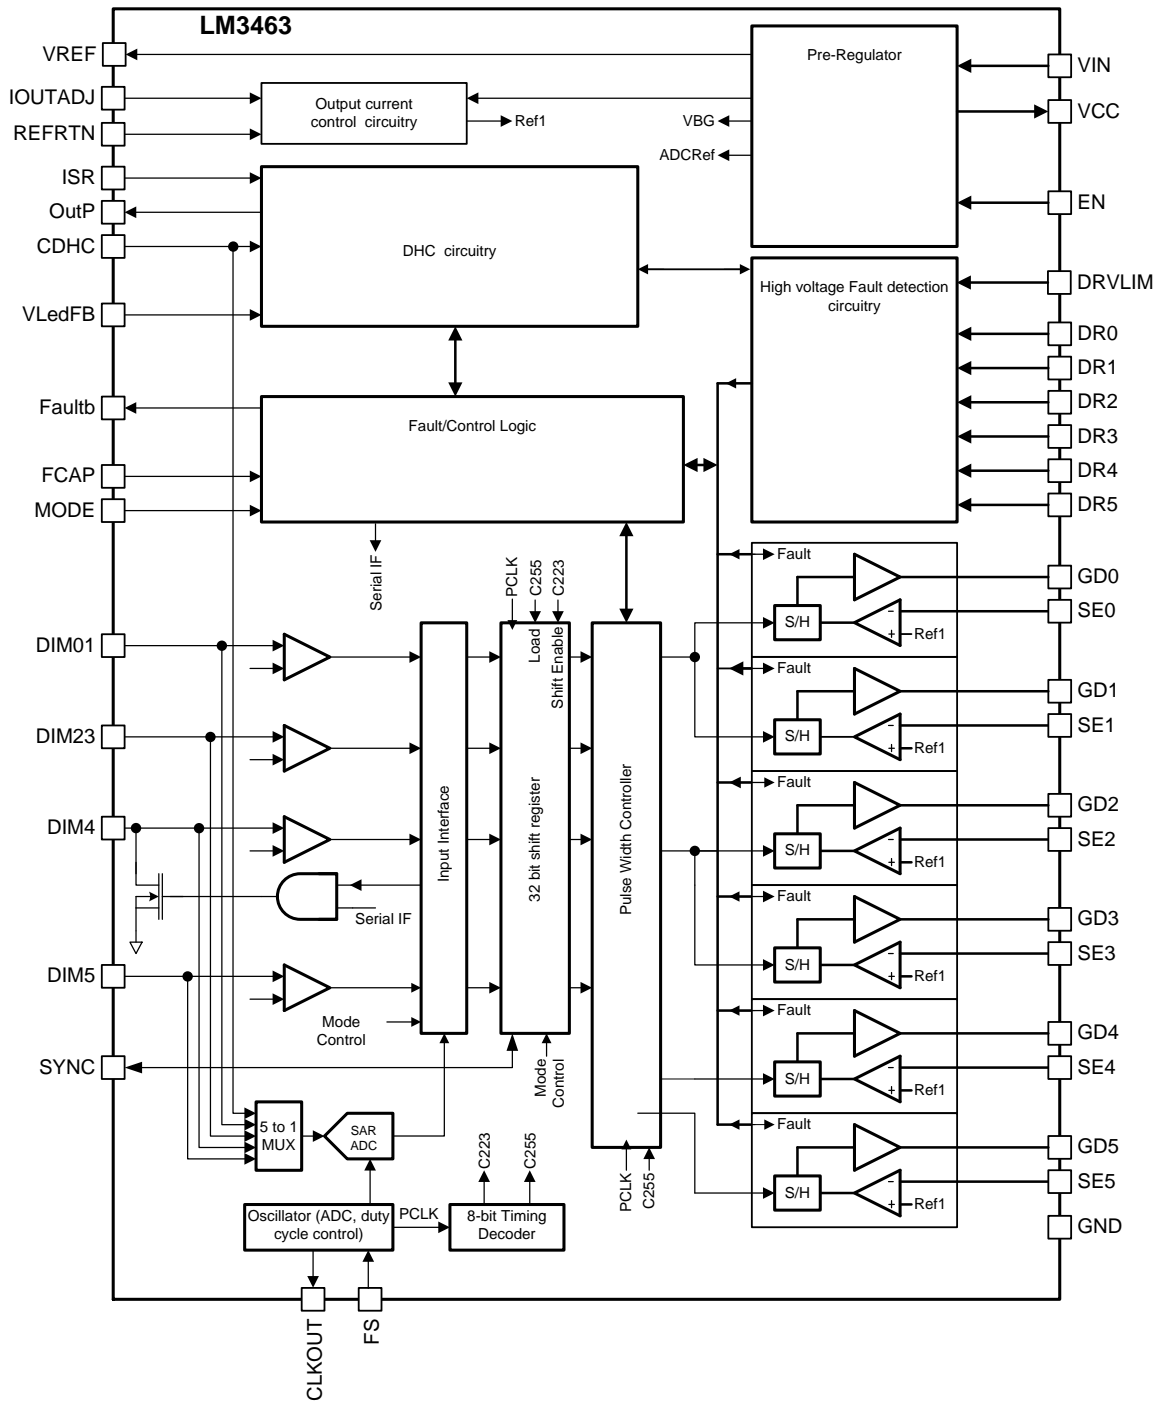 LM3463
VREF
IOUTADJ
REFRTN
ISR
OutP
CDHC
VLedFB
Faultb
FCAP
MODE
DIM01
DIM23
DIM4
DIM5
SYNC
Output current
control circuitry
Ref1
VBG
ADCRef
Pre-Regulator
VIN
VCC
EN
DHC circuitry
High voltage Fault detection
circuitry
DRVLIM
DR0
DR1
DR2
DR3
DR4
DR5
Fault/Control Logic
Serial IF
PCLK
C255
C223
Load
Shift Enable
Input Interface
32 bit shift register
Pulse Width Controller
Serial IF
Mode
Control
Mode
Control
PCLK
C255
Fault
S/H
−
+
Ref1
GD0
SE0
Fault
S/H
−
+
Ref1
GD1
SE1
Fault
S/H
−
+
Ref1
GD2
SE2
Fault
S/H
−
+
Ref1
GD3
SE3
Fault
S/H
−
+
Ref1
GD4
SE4
Fault
S/H
−
+
Ref1
GD5
SE5
GND
5 to 1
MUX
SAR
ADC
C223
C255
Oscillator (ADC, duty
cycle control)
PCLK
8-bit Timing
Decoder
CLKOUT
FS